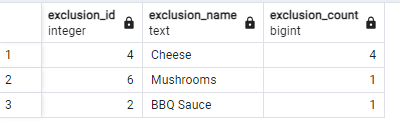 exclusion_id exclusion_name exclusion_count
integer text bigint
1 4 Cheese 4
2 6 Mushrooms 1
3 2 BBQ Sauce 1